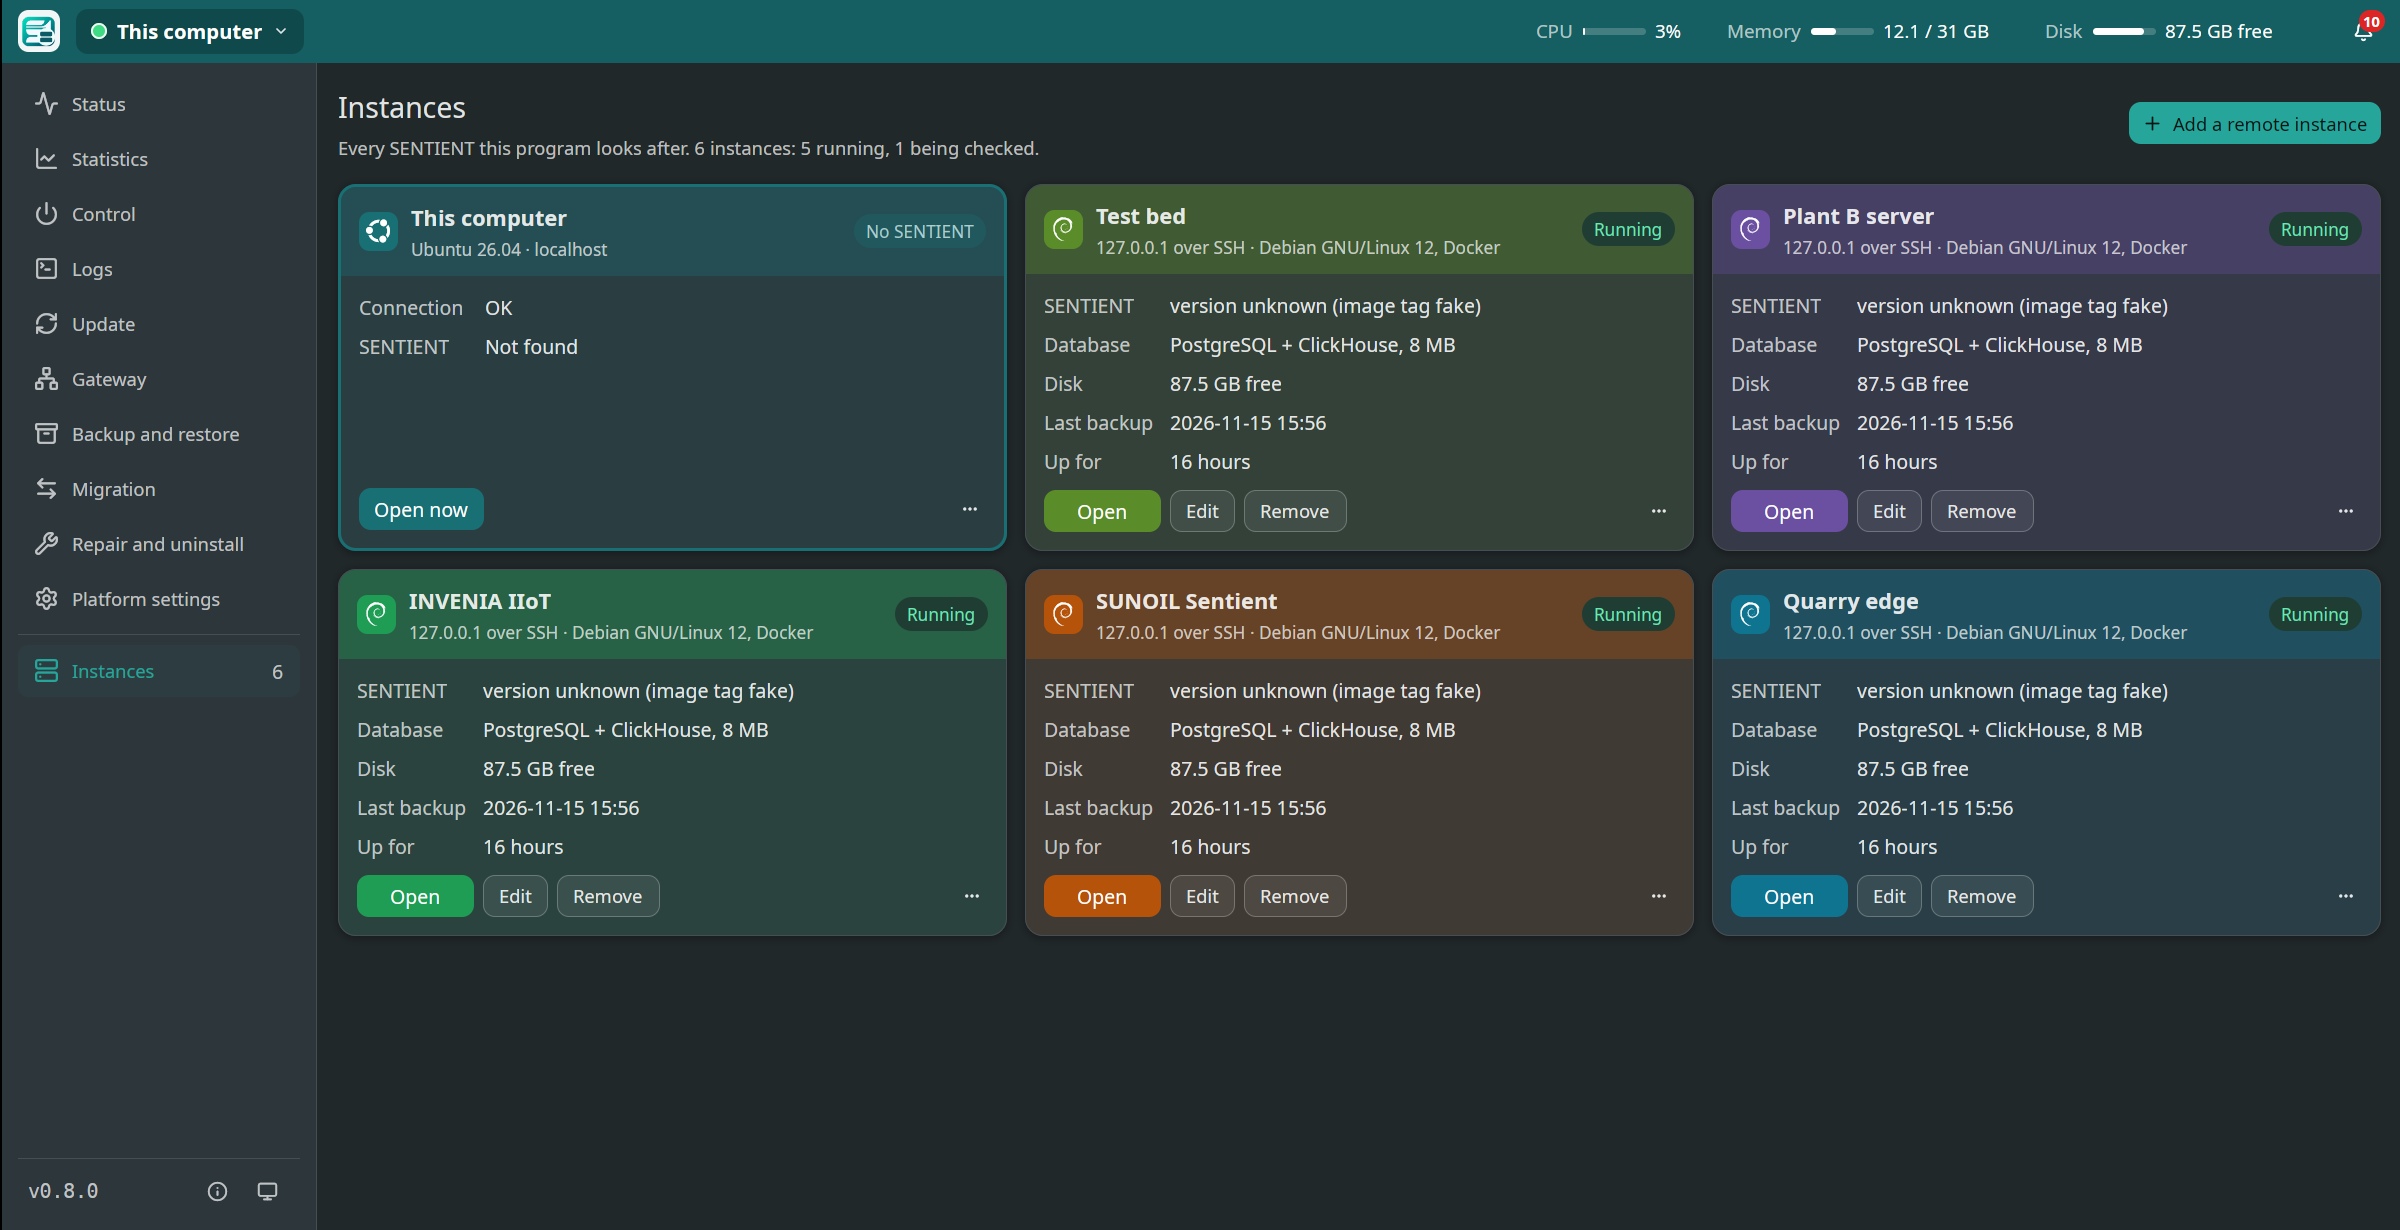 This computer
CPU 3%
Memory 12.1 / 31 GB
Disk 87.5 GB free
10
Status
Statistics
Control
Logs
Update
Gateway
Backup and restore
Migration
Repair and uninstall
Platform settings
Instances 6
v0.8.0
Instances
Every SENTIENT this program looks after. 6 instances: 5 running, 1 being checked.
+ Add a remote instance
This computer
Ubuntu 26.04 · localhost
No SENTIENT
Connection OK
SENTIENT Not found
Open now
Test bed
127.0.0.1 over SSH · Debian GNU/Linux 12, Docker
Running
SENTIENT version unknown (image tag fake)
Database PostgreSQL + ClickHouse, 8 MB
Disk 87.5 GB free
Last backup 2026-11-15 15:56
Up for 16 hours
Open Edit Remove
Plant B server
127.0.0.1 over SSH · Debian GNU/Linux 12, Docker
Running
SENTIENT version unknown (image tag fake)
Database PostgreSQL + ClickHouse, 8 MB
Disk 87.5 GB free
Last backup 2026-11-15 15:56
Up for 16 hours
Open Edit Remove
INVENIA IIoT
127.0.0.1 over SSH · Debian GNU/Linux 12, Docker
Running
SENTIENT version unknown (image tag fake)
Database PostgreSQL + ClickHouse, 8 MB
Disk 87.5 GB free
Last backup 2026-11-15 15:56
Up for 16 hours
Open Edit Remove
SUNOIL Sentient
127.0.0.1 over SSH · Debian GNU/Linux 12, Docker
Running
SENTIENT version unknown (image tag fake)
Database PostgreSQL + ClickHouse, 8 MB
Disk 87.5 GB free
Last backup 2026-11-15 15:56
Up for 16 hours
Open Edit Remove
Quarry edge
127.0.0.1 over SSH · Debian GNU/Linux 12, Docker
Running
SENTIENT version unknown (image tag fake)
Database PostgreSQL + ClickHouse, 8 MB
Disk 87.5 GB free
Last backup 2026-11-15 15:56
Up for 16 hours
Open Edit Remove